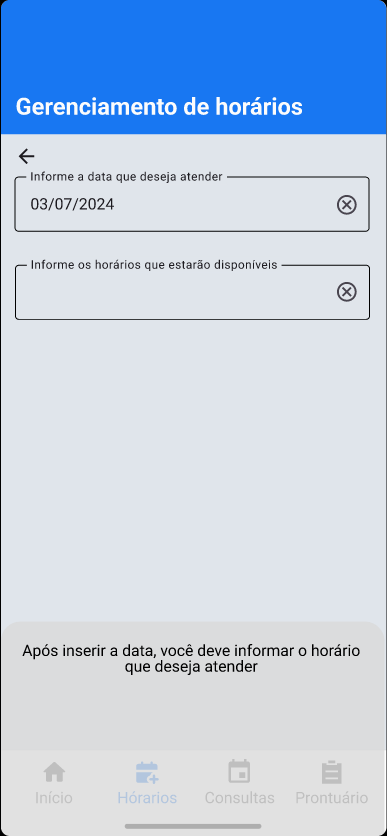 Gerenciamento de horários
Informe a data que deseja atender
03/07/2024
Informe os horários que estarão disponíveis
Após inserir a data, você deve informar o horário
que deseja atender
Início
Hórarios
Consultas
Prontuário